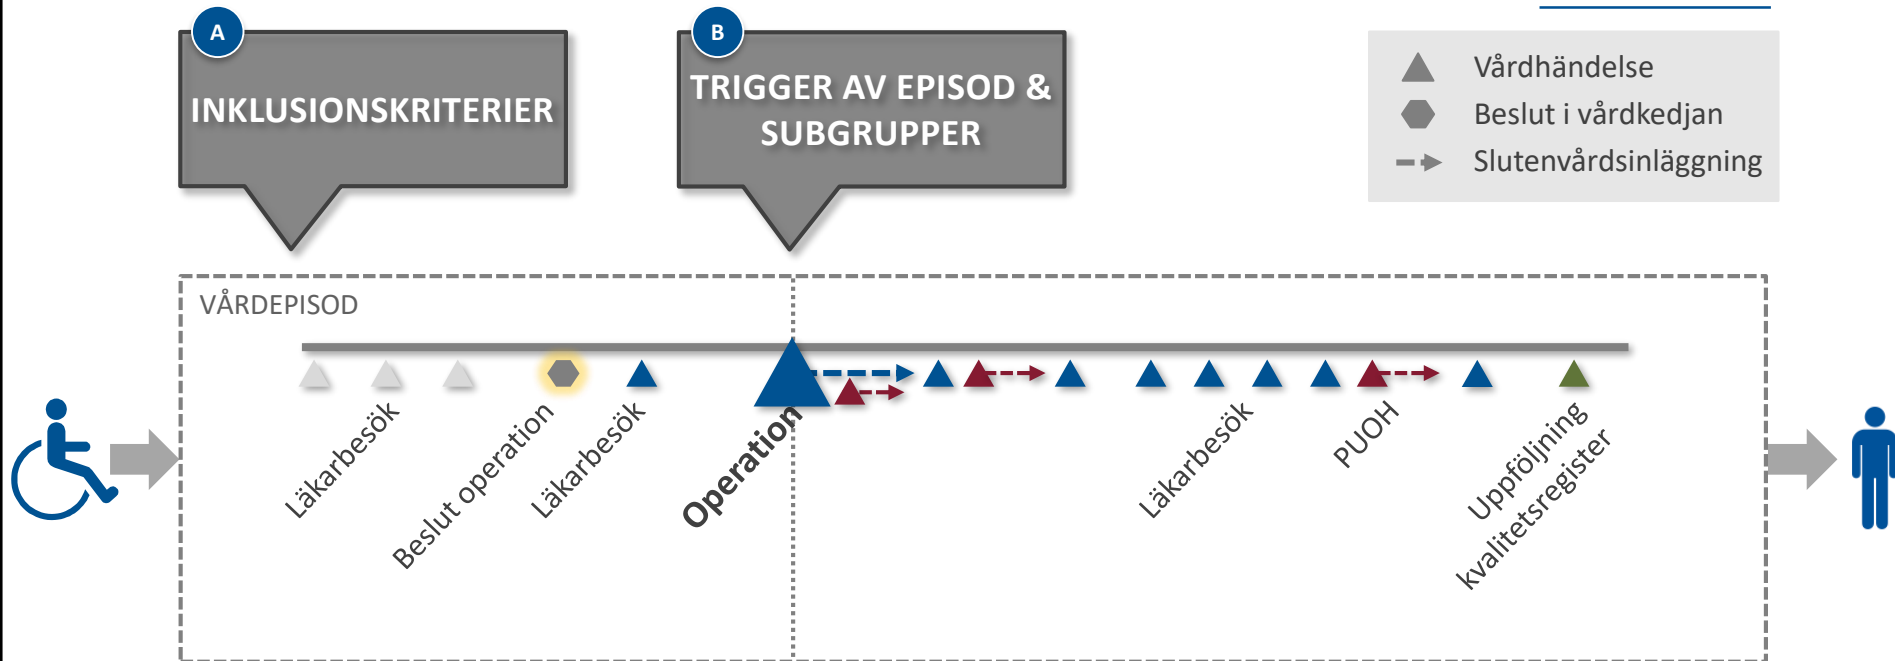 A
INKLUSIONSKRITERIER
B
TRIGGER AV EPISOD &
SUBGRUPPER
Vårdhändelse
Beslut i vårdkedjan
Slutenvårdsinläggning
VÅRDEPISOD
Läkarbesök
Beslut operation
Läkarbesök
Operation
Läkarbesök
PUOH
Uppföljning
kvalitetsregister